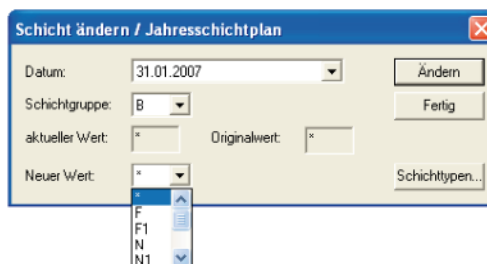 Schicht ändern / Jahresschichtplan
Datum: 31.01.2007 Ändern
Schichtgruppe: B Fertig
aktueller Wert: * Originalwert: *
Neuer Wert: * Schichttypen...
*
F
F1
N
N1